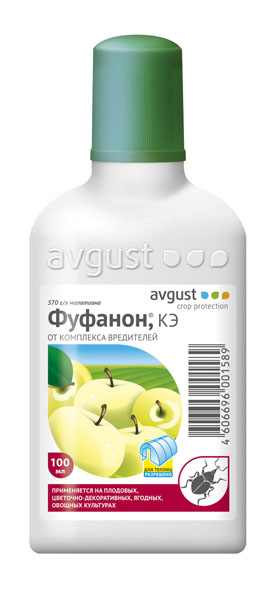 avgust
570 г/л малатиона
avgust
crop protection
Фуфанон®, КЭ
ОТ КОМПЛЕКСА ВРЕДИТЕЛЕЙ
4 606696 001589
100
МЛ
ДЛЯ ТЕПЛИЦ
РАЗРЕШЕНО
ПРИМЕНЯЕТСЯ НА ПЛОДОВЫХ,
ЦВЕТОЧНО-ДЕКОРАТИВНЫХ, ЯГОДНЫХ,
ОВОЩНЫХ КУЛЬТУРАХ